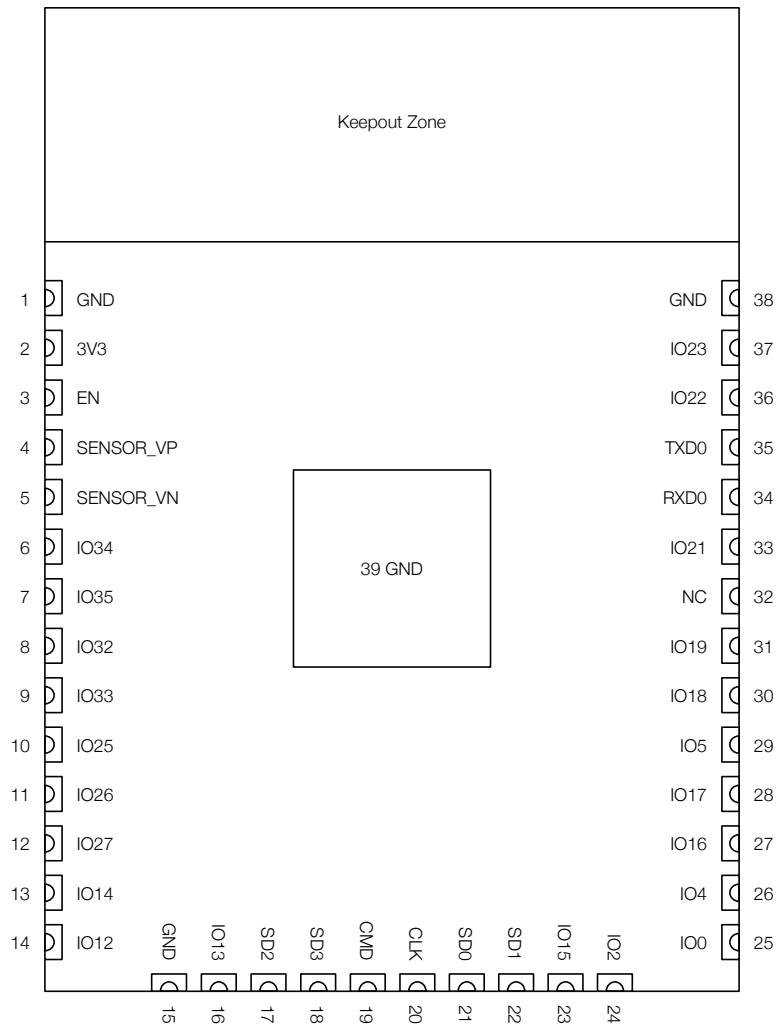 Keepout Zone
1 GND GND 38
2 3V3 IO23 37
3 EN IO22 36
4 SENSOR_VP TXD0 35
5 SENSOR_VN RXD0 34
6 IO34 IO21 33
39 GND
7 IO35 NC 32
8 IO32 IO19 31
9 IO33 IO18 30
10 IO25 IO5 29
11 IO26 IO17 28
12 IO27 IO16 27
13 IO14 IO4 26
14 IO12 IO0 25
GND IO13 SD2 SD3 CMD CLK SD0 SD1 IO15 IO2
15 16 17 18 19 20 21 22 23 24